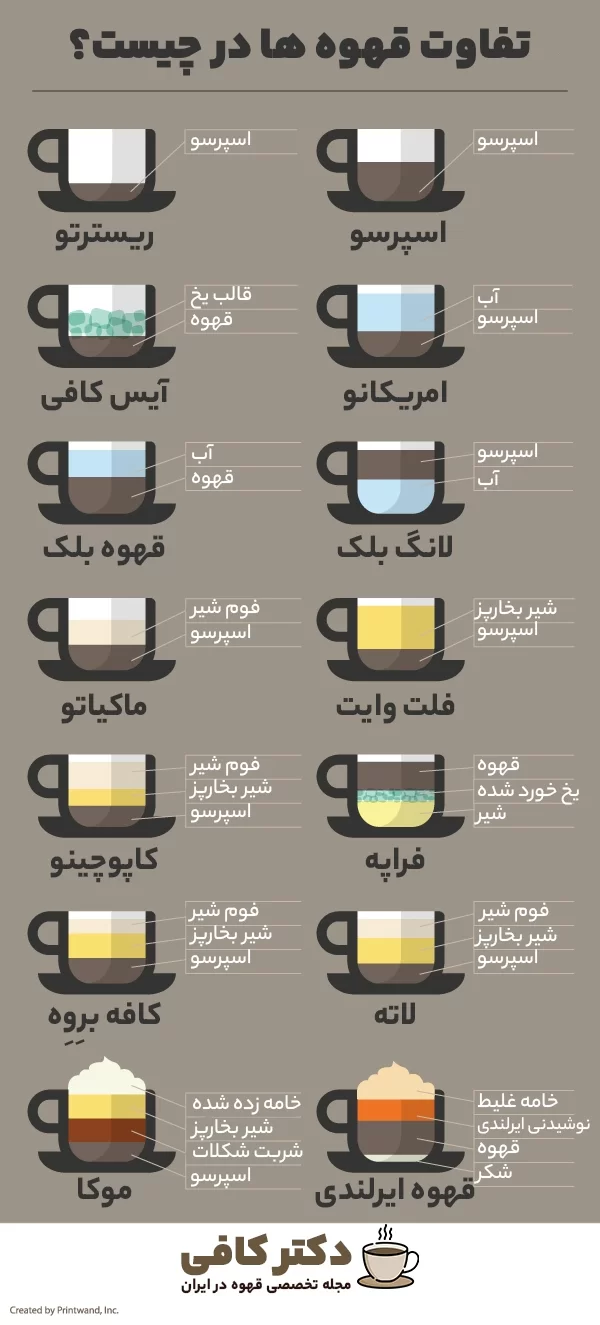 تفاوت قهوه ها در چیست؟
اسپرسو
اسپرسو
اسپرسو
ریسترتو
آب
اسپرسو
امریکانو
قالب یخ
قهوه
آیس کافی
اسپرسو
آب
لانگ بلک
آب
قهوه
قهوه بلک
شیر بخارپز
اسپرسو
فلت وایت
فوم شیر
اسپرسو
ماکیاتو
قهوه
یخ خورد شده
شیر
فراپه
فوم شیر
شیر بخارپز
اسپرسو
کاپوچینو
فوم شیر
شیر بخارپز
اسپرسو
لاته
فوم شیر
شیر بخارپز
اسپرسو
کافه بروِه
خامه غلیط
نوشیدنی ایرلندی
قهوه
شکر
قهوه ایرلندی
خامه زده شده
شیر بخارپز
شربت شکلات
اسپرسو
موکا
دکتر کافی
مجله تخصصی قهوه در ایران
Created by Printwand, Inc.